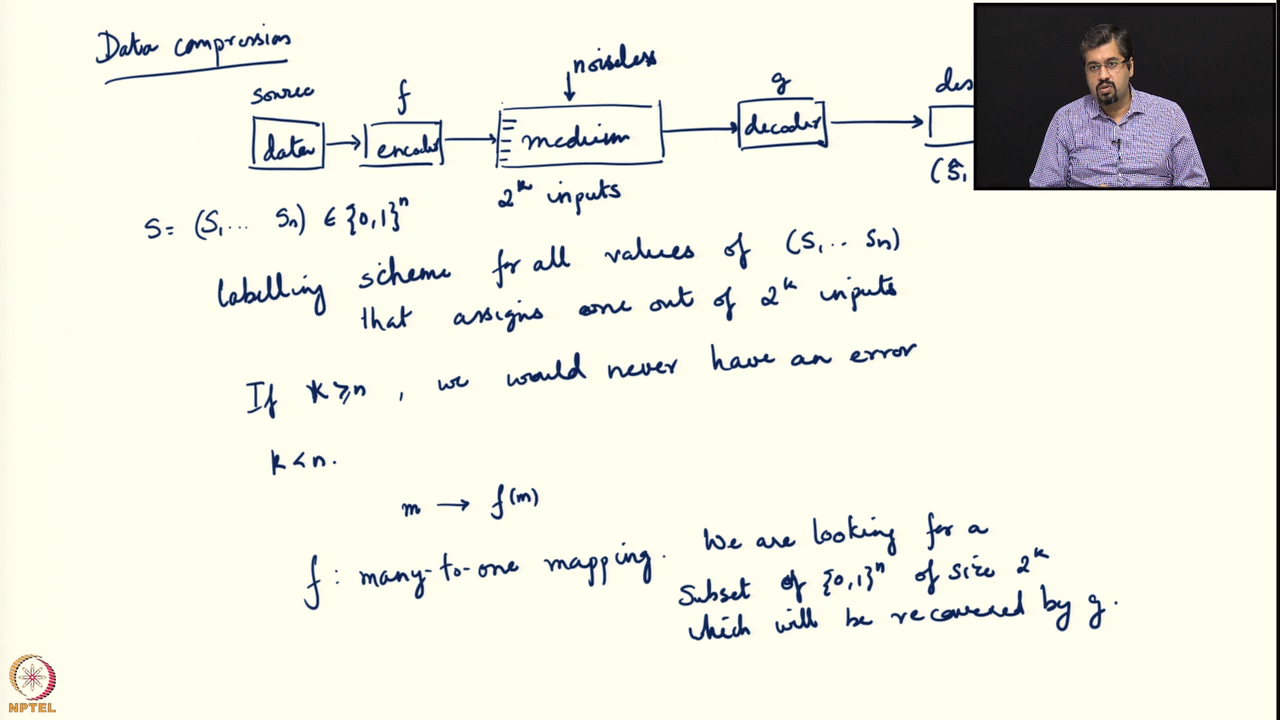 Data compression
noiseless
source f g des
data encoder medium decoder
2^k inputs (ŝ₁
S = (S₁... Sₙ) ∈ {0,1}ⁿ
Labelling scheme for all values of (S₁.. Sₙ)
that assigns one out of 2^k inputs
If k ≥ n , we would never have an error
k < n.
m → f(m)
f : many-to-one mapping. We are looking for a
subset of {0,1}ⁿ of size 2^k
which will be recovered by g.
NPTEL